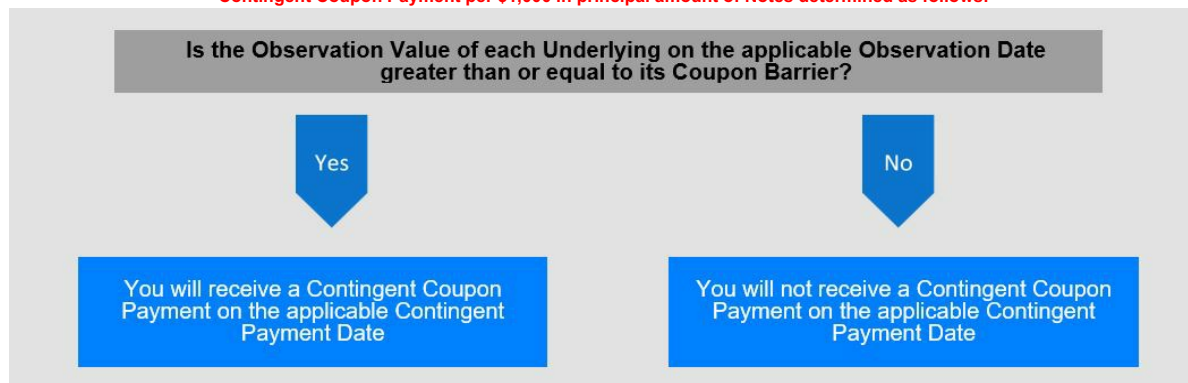 Contingent Coupon Payment per $1,000 in principal amount of Notes determined as follows:
Is the Observation Value of each Underlying on the applicable Observation Date
greater than or equal to its Coupon Barrier?
Yes
No
You will receive a Contingent Coupon
Payment on the applicable Contingent
Payment Date
You will not receive a Contingent Coupon
Payment on the applicable Contingent
Payment Date